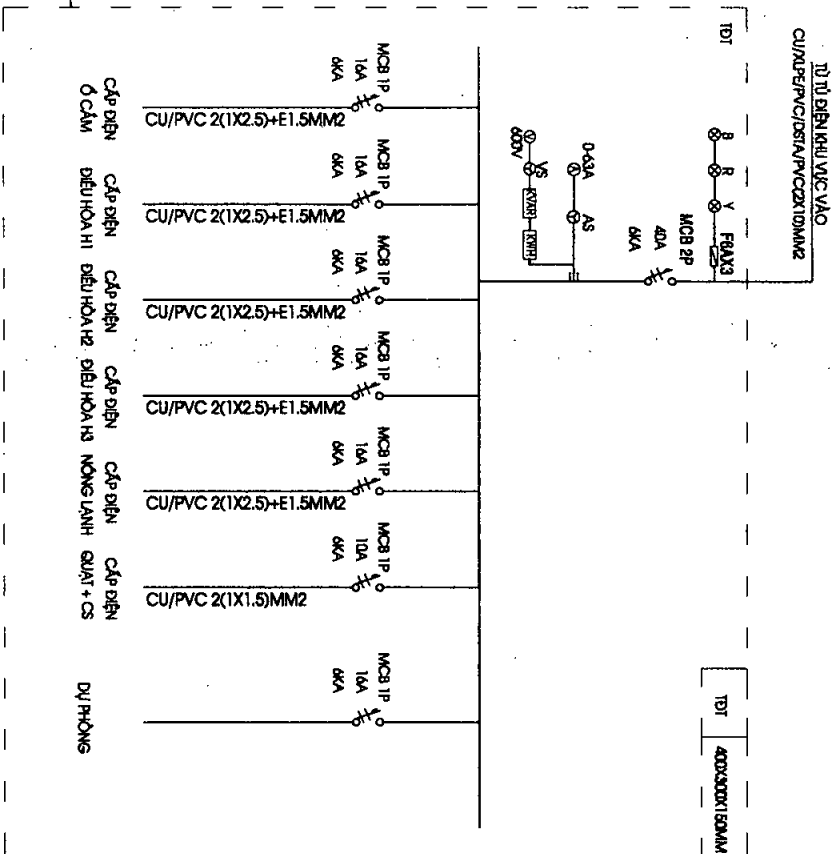 TỪ TỦ ĐIỆN KHU VỰC VÀO
CU/XLPE/PVC/DSTA/PVC(2X10)MM2
TĐT
B
R
Y
F6AX3
MCB 2P
40A
6KA
0-63A
A
AS
V
600V
VS
KVAR
KWH
TĐT
400X300X150MM
MCB 1P
16A
6KA
CU/PVC 2(1X2.5)+E1.5MM2
CẤP ĐIỆN
Ổ CẮM
MCB 1P
16A
6KA
CU/PVC 2(1X2.5)+E1.5MM2
CẤP ĐIỆN
ĐIỀU HÒA H1
MCB 1P
16A
6KA
CU/PVC 2(1X2.5)+E1.5MM2
CẤP ĐIỆN
ĐIỀU HÒA H2
MCB 1P
16A
6KA
CU/PVC 2(1X2.5)+E1.5MM2
CẤP ĐIỆN
ĐIỀU HÒA H3
MCB 1P
16A
6KA
CU/PVC 2(1X2.5)+E1.5MM2
CẤP ĐIỆN
NÓNG LẠNH
MCB 1P
10A
6KA
CU/PVC 2(1X1.5)MM2
CẤP ĐIỆN
QUẠT + CS
MCB 1P
16A
6KA
DỰ PHÒNG